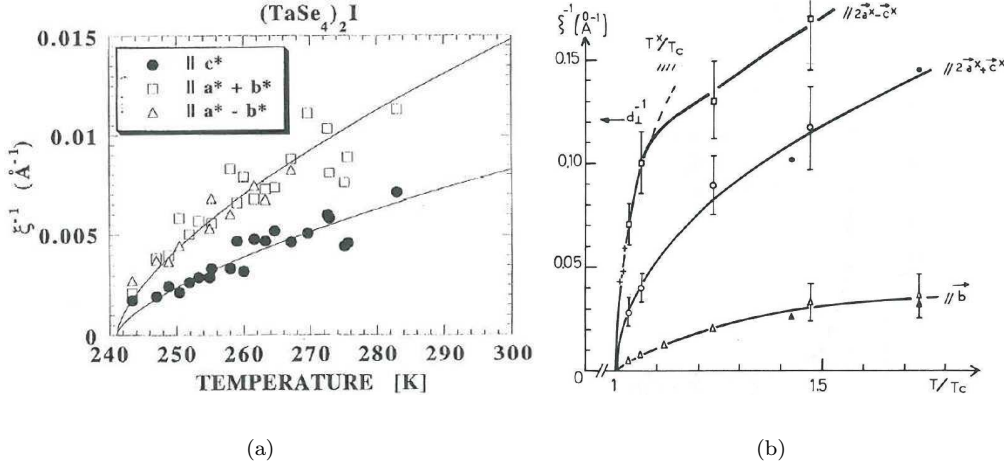 (TaSe₄)₂I
● ∥ c*
□ ∥ a* + b*
△ ∥ a* - b*
ξ⁻¹ (Å⁻¹)
0.015
0.01
0.005
0
240 250 260 270 280 290 300
TEMPERATURE [K]
(a)
ξ⁻¹ (Å⁻¹)
// 2a* - c*
T*/Tc
// 2a* + c*
0.15
d⊥⁻¹
0.10
0.05
// b
0
1 1.5 T/Tc
(b)